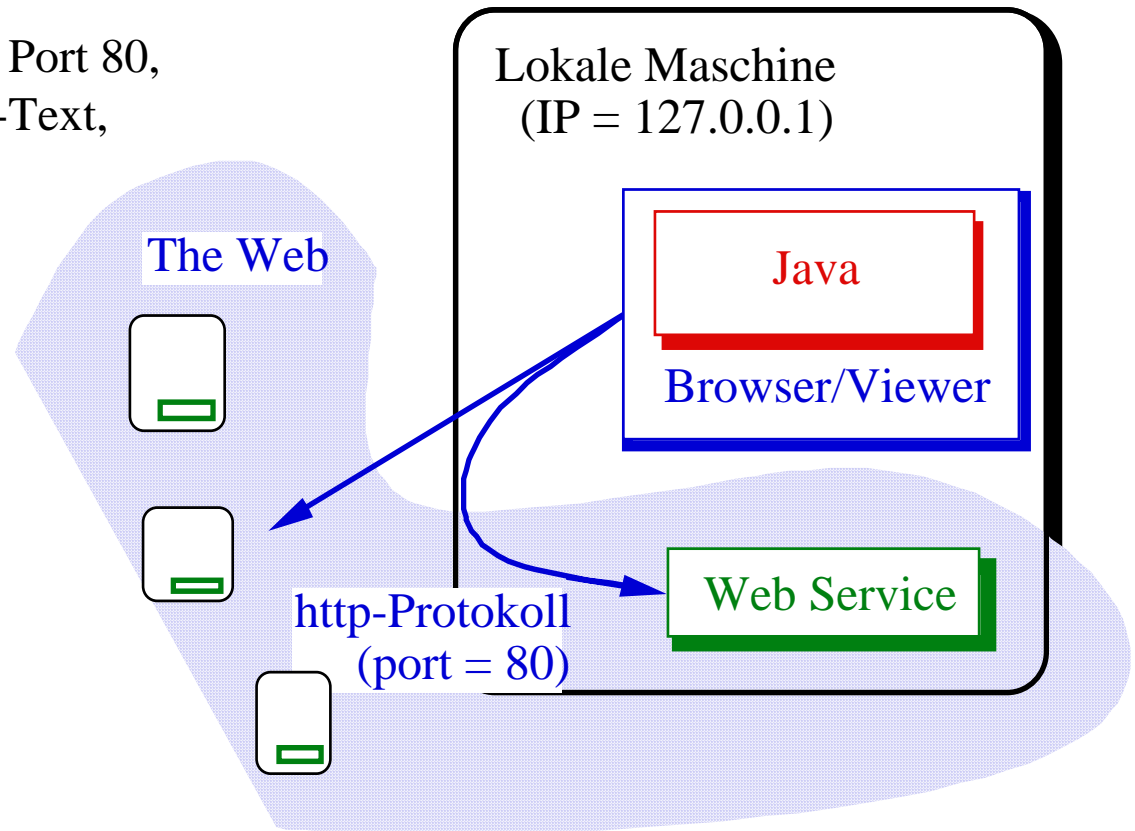 Port 80,
-Text,
Lokale Maschine
(IP = 127.0.0.1)
The Web
Java
Browser/Viewer
Web Service
http-Protokoll
(port = 80)